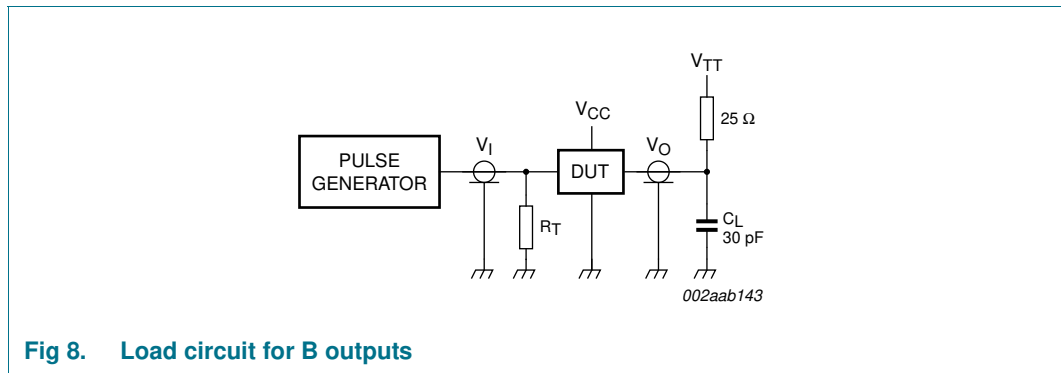 VTT
25 Ω
VCC
VI
VO
PULSE
GENERATOR
DUT
RT
CL
30 pF
002aab143
Fig 8. Load circuit for B outputs